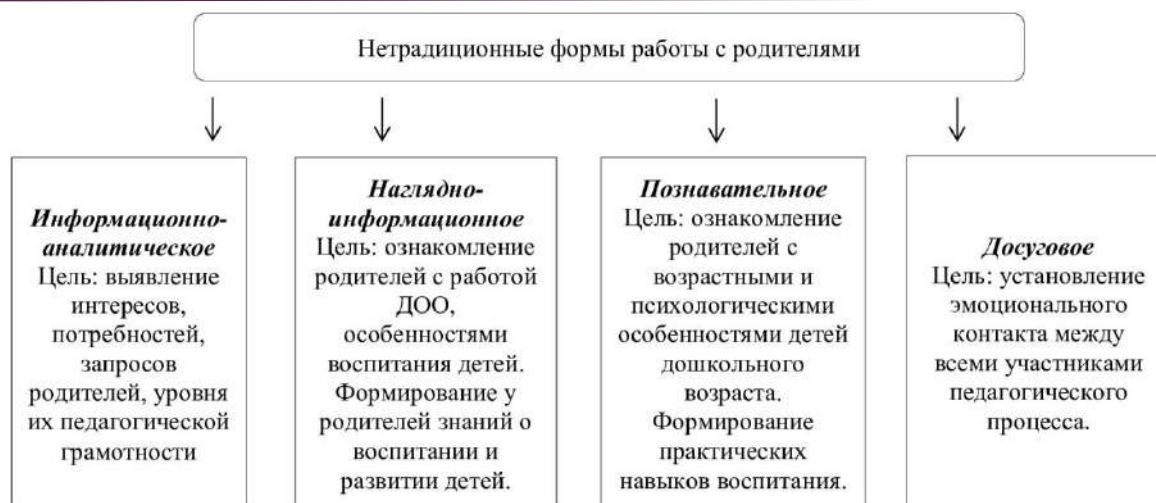 Нетрадиционные формы работы с родителями
Информационно-
аналитическое
Цель: выявление
интересов,
потребностей,
запросов
родителей, уровня
их педагогической
грамотности
Наглядно-
информационное
Цель: ознакомление
родителей с работой
ДОО,
особенностями
воспитания детей.
Формирование у
родителей знаний о
воспитании и
развитии детей.
Познавательное
Цель: ознакомление
родителей с
возрастными и
психологическими
особенностями детей
дошкольного
возраста.
Формирование
практических
навыков воспитания.
Досуговое
Цель: установление
эмоционального
контакта между
всеми участниками
педагогического
процесса.